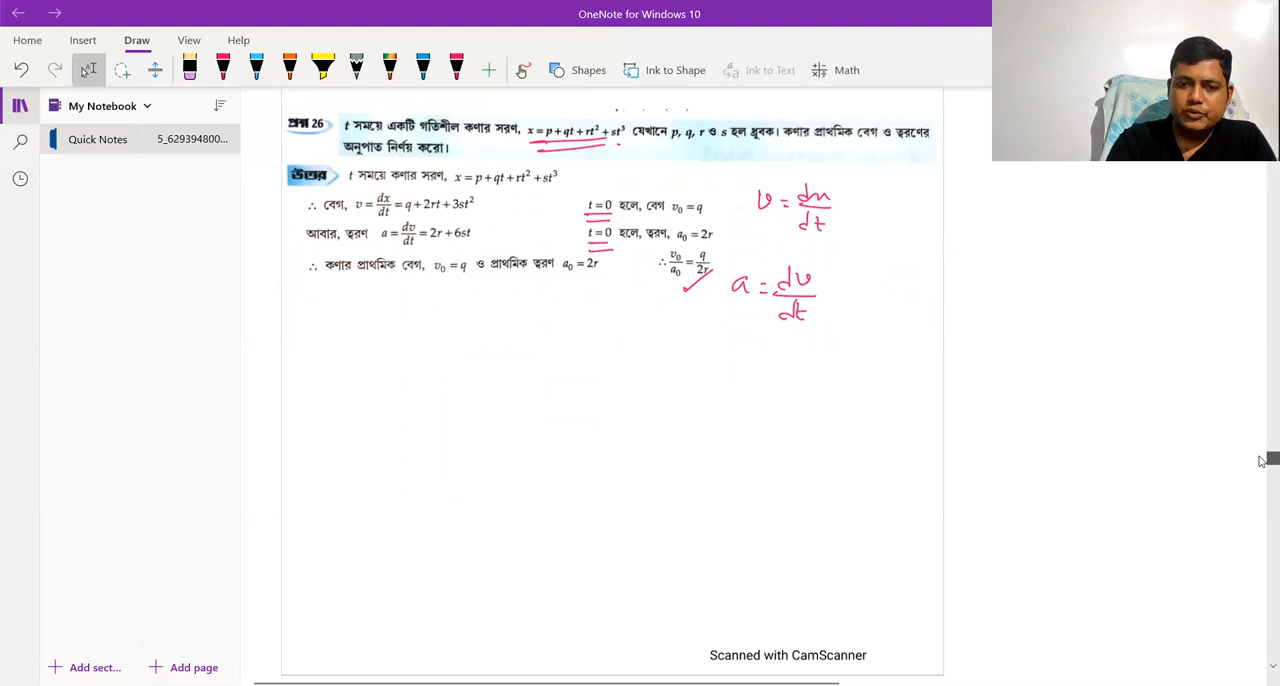 OneNote for Windows 10
Home Insert Draw View Help
Shapes Ink to Shape Ink to Text Math
My Notebook
Quick Notes 5_629394800...
প্রশ্ন 26 t সময়ে একটি গতিশীল কণার সরণ, x = p + qt + rt² + st³ যেখানে p, q, r ও s হল ধ্রুবক। কণার প্রাথমিক বেগ ও ত্বরণের
অনুপাত নির্ণয় করো।
উত্তর t সময়ে কণার সরণ, x = p + qt + rt² + st³
∴ বেগ, v = dx/dt = q + 2rt + 3st² t = 0 হলে, বেগ v₀ = q
আবার, ত্বরণ a = dv/dt = 2r + 6st t = 0 হলে, ত্বরণ, a₀ = 2r
∴ কণার প্রাথমিক বেগ, v₀ = q ও প্রাথমিক ত্বরণ a₀ = 2r ∴ v₀/a₀ = q/2r
v = dx/dt
a = dv/dt
Scanned with CamScanner
Add sect... Add page